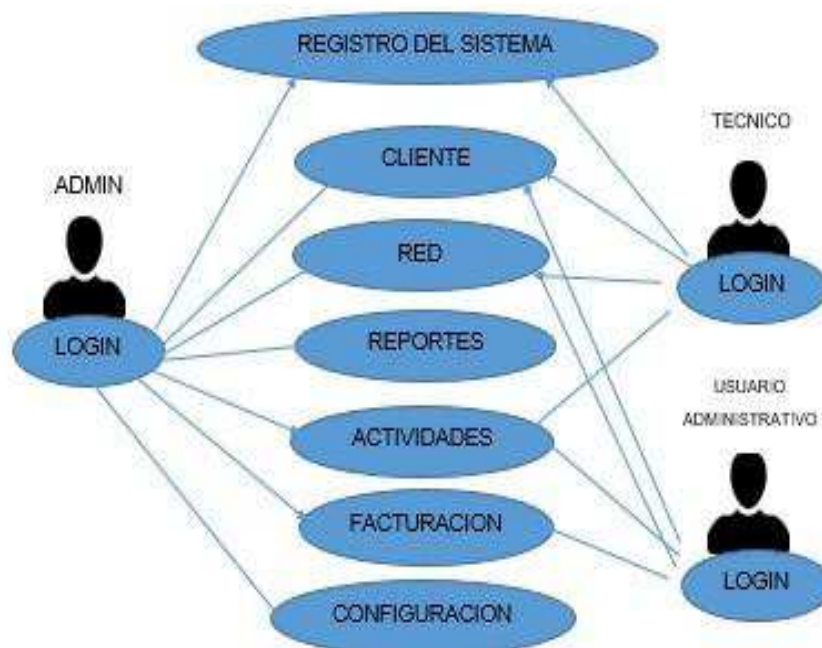 REGISTRO DEL SISTEMA
TECNICO
CLIENTE
ADMIN
RED
LOGIN
LOGIN
REPORTES
USUARIO
ADMINISTRATIVO
ACTIVIDADES
FACTURACION
LOGIN
CONFIGURACION